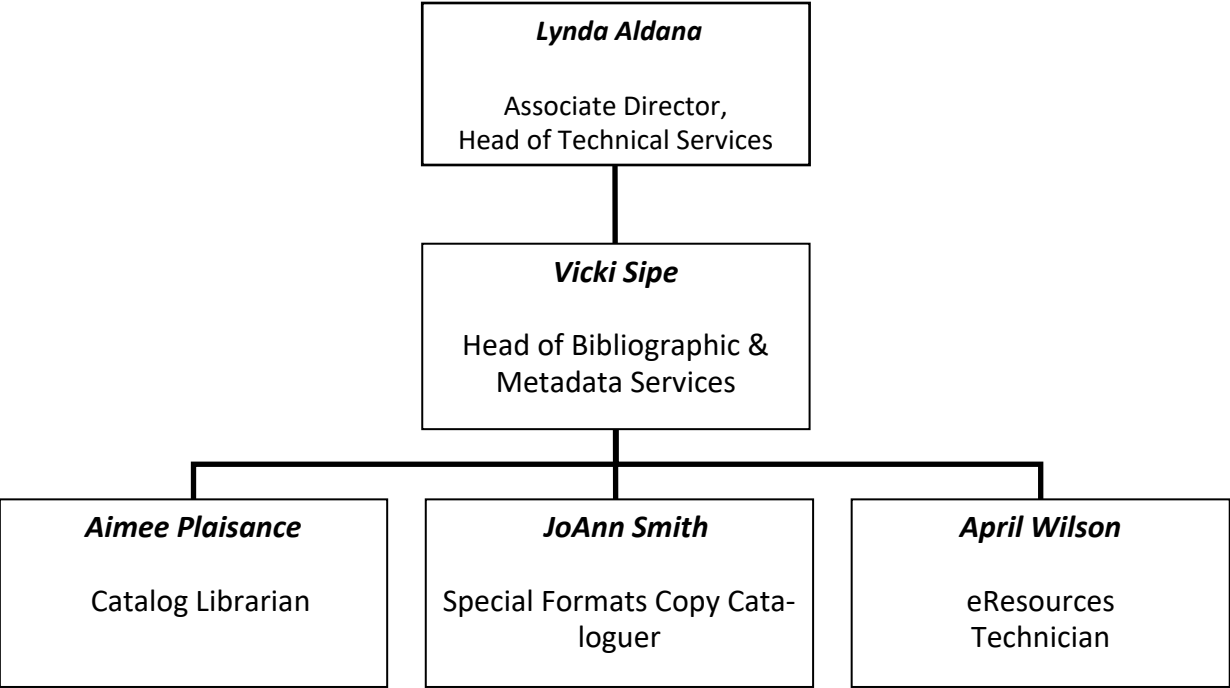 Lynda Aldana
Associate Director,
Head of Technical Services
Vicki Sipe
Head of Bibliographic &
Metadata Services
Aimee Plaisance
Catalog Librarian
JoAnn Smith
Special Formats Copy Cata-
loguer
April Wilson
eResources
Technician